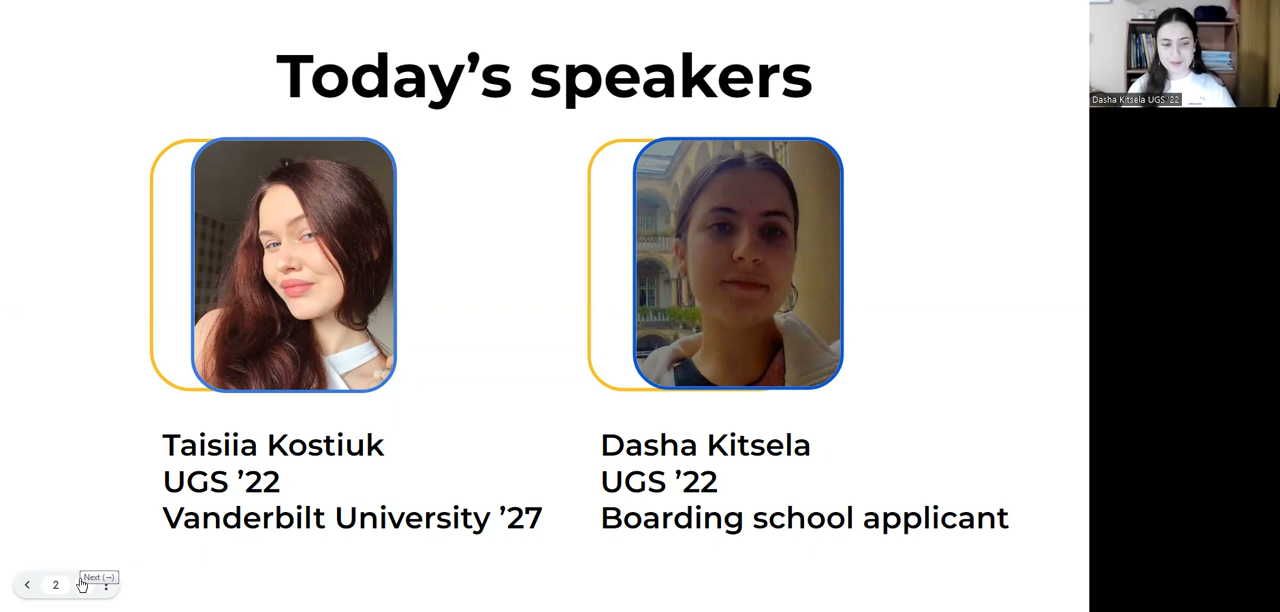 Today’s speakers
Dasha Kitsela UGS '22
Taisiia Kostiuk
UGS ’22
Vanderbilt University ’27
Dasha Kitsela
UGS ’22
Boarding school applicant
2
Next (→)